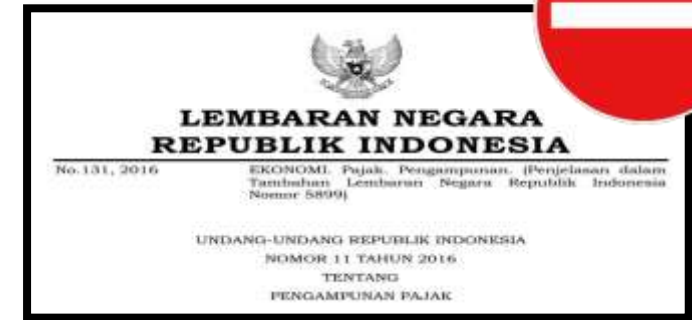 LEMBARAN NEGARA
REPUBLIK INDONESIA
No.131, 2016
EKONOMI. Pajak. Pengampunan. (Penjelasan dalam
Tambahan Lembaran Negara Republik Indonesia
Nomor 5899)
UNDANG-UNDANG REPUBLIK INDONESIA
NOMOR 11 TAHUN 2016
TENTANG
PENGAMPUNAN PAJAK